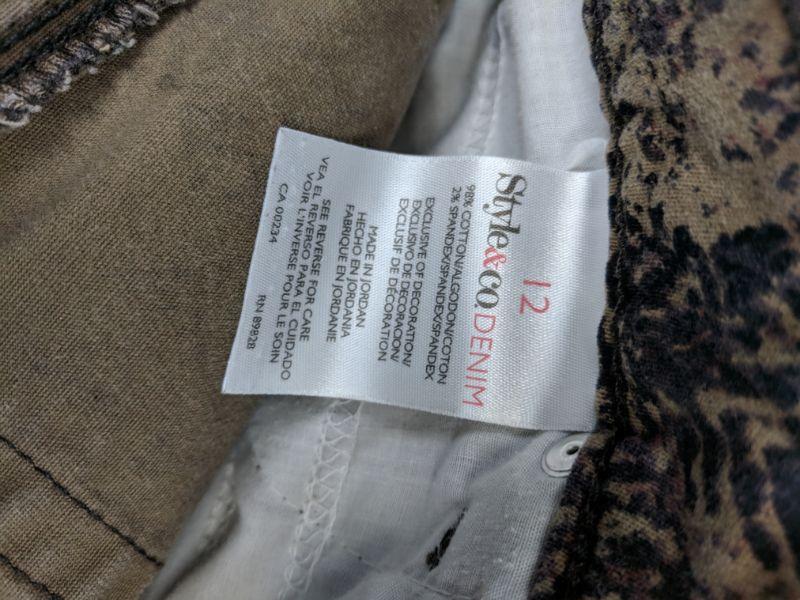 12
Style&co. DENIM
98% COTTON/ALGODON/COTON
2% SPANDEX/SPANDEX/SPANDEX
EXCLUSIVE OF DECORATION/
EXCLUSIVO DE DECORACION/
EXCLUSIF DE DÉCORATION
MADE IN JORDAN
HECHO EN JORDANIA
FABRIQUE EN JORDANIE
SEE REVERSE FOR CARE
VEA EL REVERSO PARA EL CUIDADO
VOIR L'INVERSE POUR LE SOIN
CA 00234 RN 89828